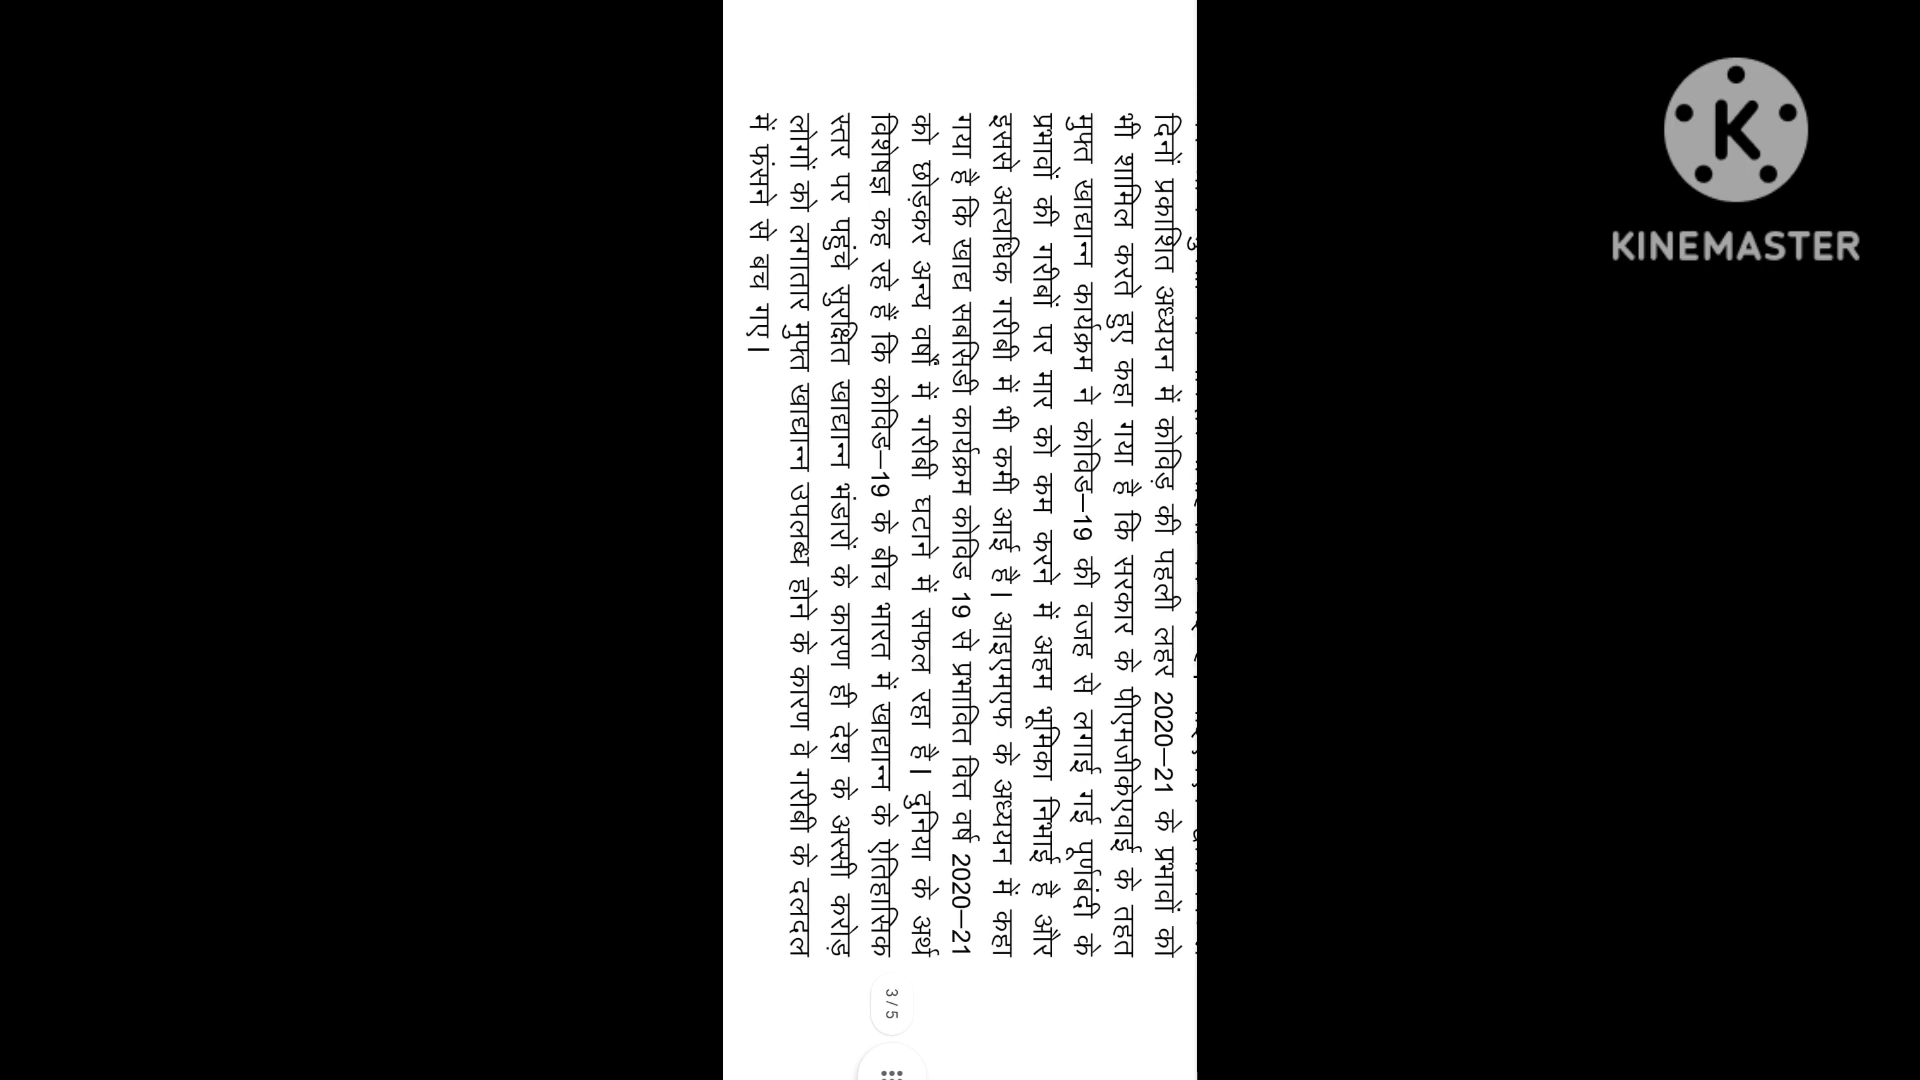 दिनों प्रकाशित अध्ययन में कोविड़ की पहली लहर 2020–21 के प्रभावों को
भी शामिल करते हुए कहा गया है कि सरकार के पीएमजीकेएवाई के तहत
मुफ्त खाद्यान्न कार्यक्रम ने कोविड–19 की वजह से लगाई गई पूर्णबंदी के
प्रभावों की गरीबों पर मार को कम करने में अहम भूमिका निभाई है और
इससे अत्यधिक गरीबी में भी कमी आई है। आइएमएफ के अध्ययन में कहा
गया है कि खाद्य सबसिडी कार्यक्रम कोविड 19 से प्रभावित वित्त वर्ष 2020–21
को छोड़कर अन्य वर्षों में गरीबी घटाने में सफल रहा है। दुनिया के अर्थ
विशेषज्ञ कह रहे हैं कि कोविड–19 के बीच भारत में खाद्यान्न के ऐतिहासिक
स्तर पर पहुंचे सुरक्षित खाद्यान्न भंडारों के कारण ही देश के अस्सी करोड़
लोगों को लगातार मुफ्त खाद्यान्न उपलब्ध होने के कारण वे गरीबी के दलदल
में फंसने से बच गए।
3 / 5
KINEMASTER